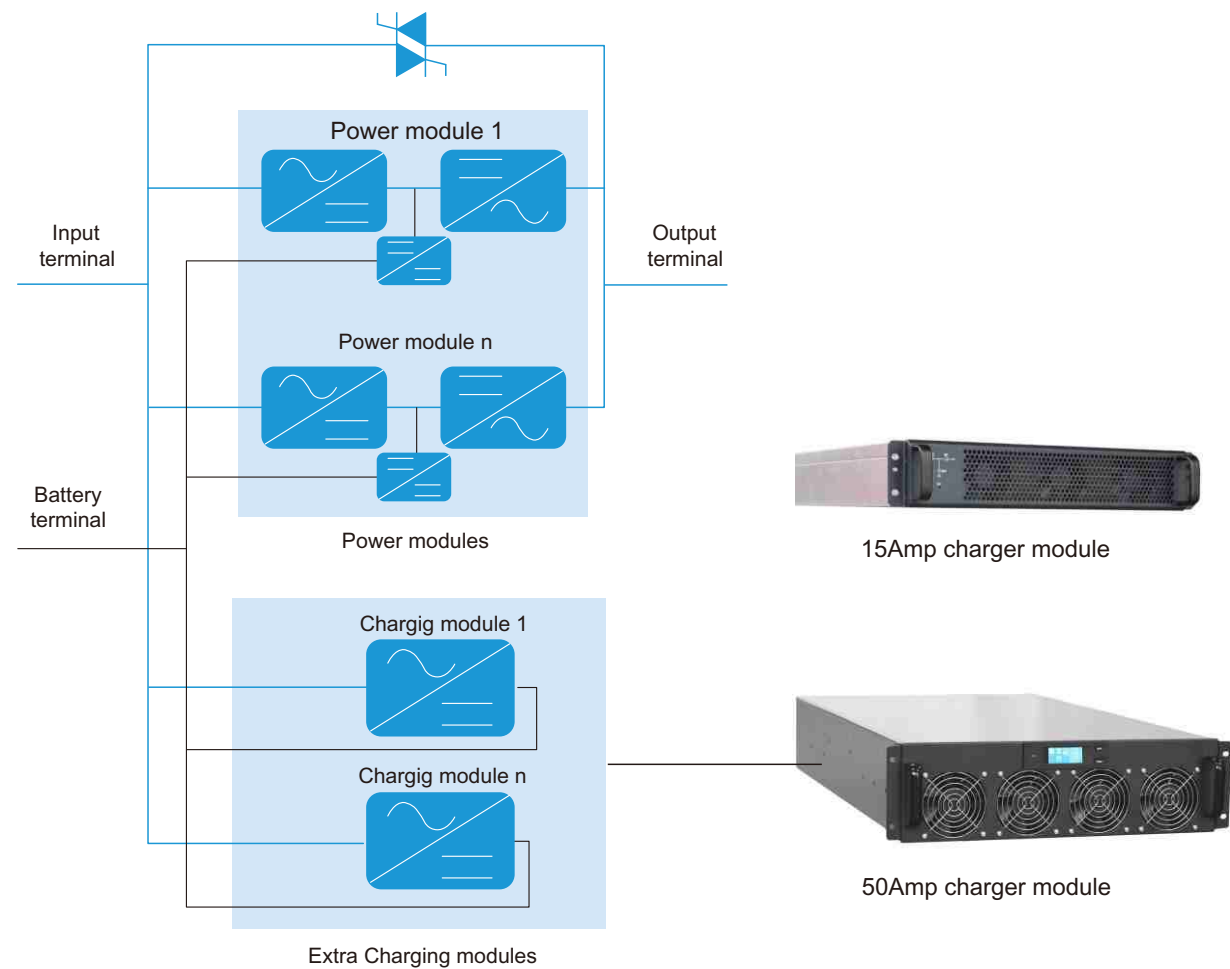 Power module 1
Input
terminal
Output
terminal
Power module n
Battery
terminal
Power modules
15Amp charger module
Chargig module 1
Chargig module n
50Amp charger module
Extra Charging modules